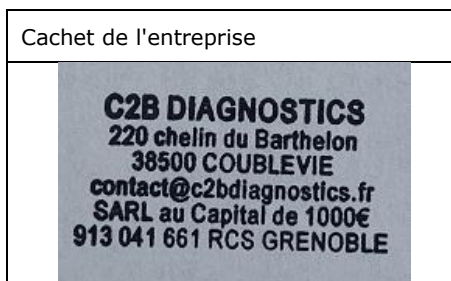 Cachet de l'entreprise
C2B DIAGNOSTICS
220 chelin du Barthelon
38500 COUBLEVIE
contact@c2bdiagnostics.fr
SARL au Capital de 1000€
913 041 661 RCS GRENOBLE